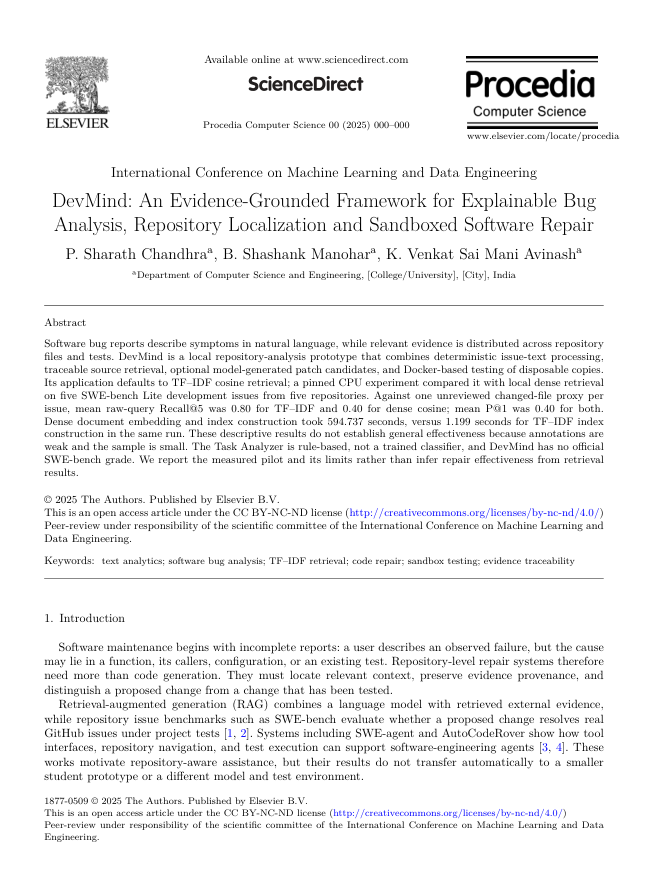 Available online at www.sciencedirect.com
ScienceDirect
Procedia Computer Science 00 (2025) 000–000
ELSEVIER
Procedia
Computer Science
www.elsevier.com/locate/procedia
International Conference on Machine Learning and Data Engineering
DevMind: An Evidence-Grounded Framework for Explainable Bug
Analysis, Repository Localization and Sandboxed Software Repair
P. Sharath Chandhraᵃ, B. Shashank Manoharᵃ, K. Venkat Sai Mani Avinashᵃ
ᵃDepartment of Computer Science and Engineering, [College/University], [City], India
Abstract
Software bug reports describe symptoms in natural language, while relevant evidence is distributed across repository
files and tests. DevMind is a local repository-analysis prototype that combines deterministic issue-text processing,
traceable source retrieval, optional model-generated patch candidates, and Docker-based testing of disposable copies.
Its application defaults to TF–IDF cosine retrieval; a pinned CPU experiment compared it with local dense retrieval
on five SWE-bench Lite development issues from five repositories. Against one unreviewed changed-file proxy per
issue, mean raw-query Recall@5 was 0.80 for TF–IDF and 0.40 for dense cosine; mean P@1 was 0.40 for both.
Dense document embedding and index construction took 594.737 seconds, versus 1.199 seconds for TF–IDF index
construction in the same run. These descriptive results do not establish general effectiveness because annotations are
weak and the sample is small. The Task Analyzer is rule-based, not a trained classifier, and DevMind has no official
SWE-bench grade. We report the measured pilot and its limits rather than infer repair effectiveness from retrieval
results.
© 2025 The Authors. Published by Elsevier B.V.
This is an open access article under the CC BY-NC-ND license (http://creativecommons.org/licenses/by-nc-nd/4.0/)
Peer-review under responsibility of the scientific committee of the International Conference on Machine Learning and
Data Engineering.
Keywords: text analytics; software bug analysis; TF–IDF retrieval; code repair; sandbox testing; evidence traceability
1. Introduction
Software maintenance begins with incomplete reports: a user describes an observed failure, but the cause
may lie in a function, its callers, configuration, or an existing test. Repository-level repair systems therefore
need more than code generation. They must locate relevant context, preserve evidence provenance, and
distinguish a proposed change from a change that has been tested.
Retrieval-augmented generation (RAG) combines a language model with retrieved external evidence,
while repository issue benchmarks such as SWE-bench evaluate whether a proposed change resolves real
GitHub issues under project tests [1, 2]. Systems including SWE-agent and AutoCodeRover show how tool
interfaces, repository navigation, and test execution can support software-engineering agents [3, 4]. These
works motivate repository-aware assistance, but their results do not transfer automatically to a smaller
student prototype or a different model and test environment.
1877-0509 © 2025 The Authors. Published by Elsevier B.V.
This is an open access article under the CC BY-NC-ND license (http://creativecommons.org/licenses/by-nc-nd/4.0/)
Peer-review under responsibility of the scientific committee of the International Conference on Machine Learning and Data
Engineering.